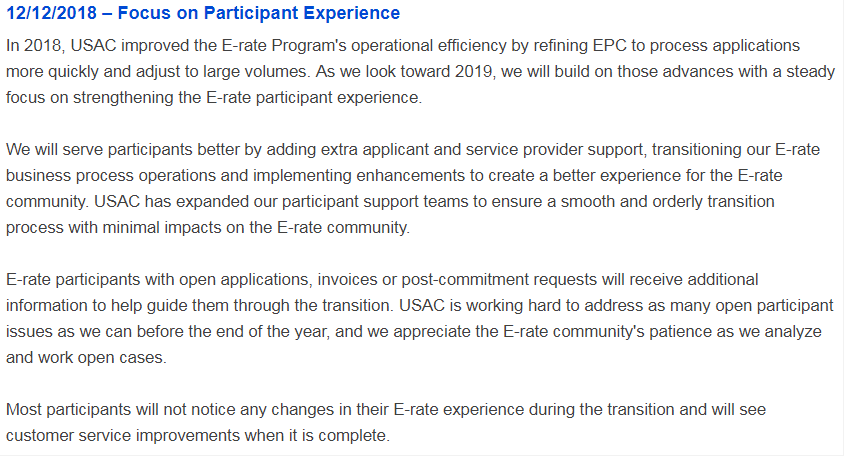 12/12/2018 – Focus on Participant Experience
In 2018, USAC improved the E-rate Program's operational efficiency by refining EPC to process applications
more quickly and adjust to large volumes. As we look toward 2019, we will build on those advances with a steady
focus on strengthening the E-rate participant experience.
We will serve participants better by adding extra applicant and service provider support, transitioning our E-rate
business process operations and implementing enhancements to create a better experience for the E-rate
community. USAC has expanded our participant support teams to ensure a smooth and orderly transition
process with minimal impacts on the E-rate community.
E-rate participants with open applications, invoices or post-commitment requests will receive additional
information to help guide them through the transition. USAC is working hard to address as many open participant
issues as we can before the end of the year, and we appreciate the E-rate community's patience as we analyze
and work open cases.
Most participants will not notice any changes in their E-rate experience during the transition and will see
customer service improvements when it is complete.